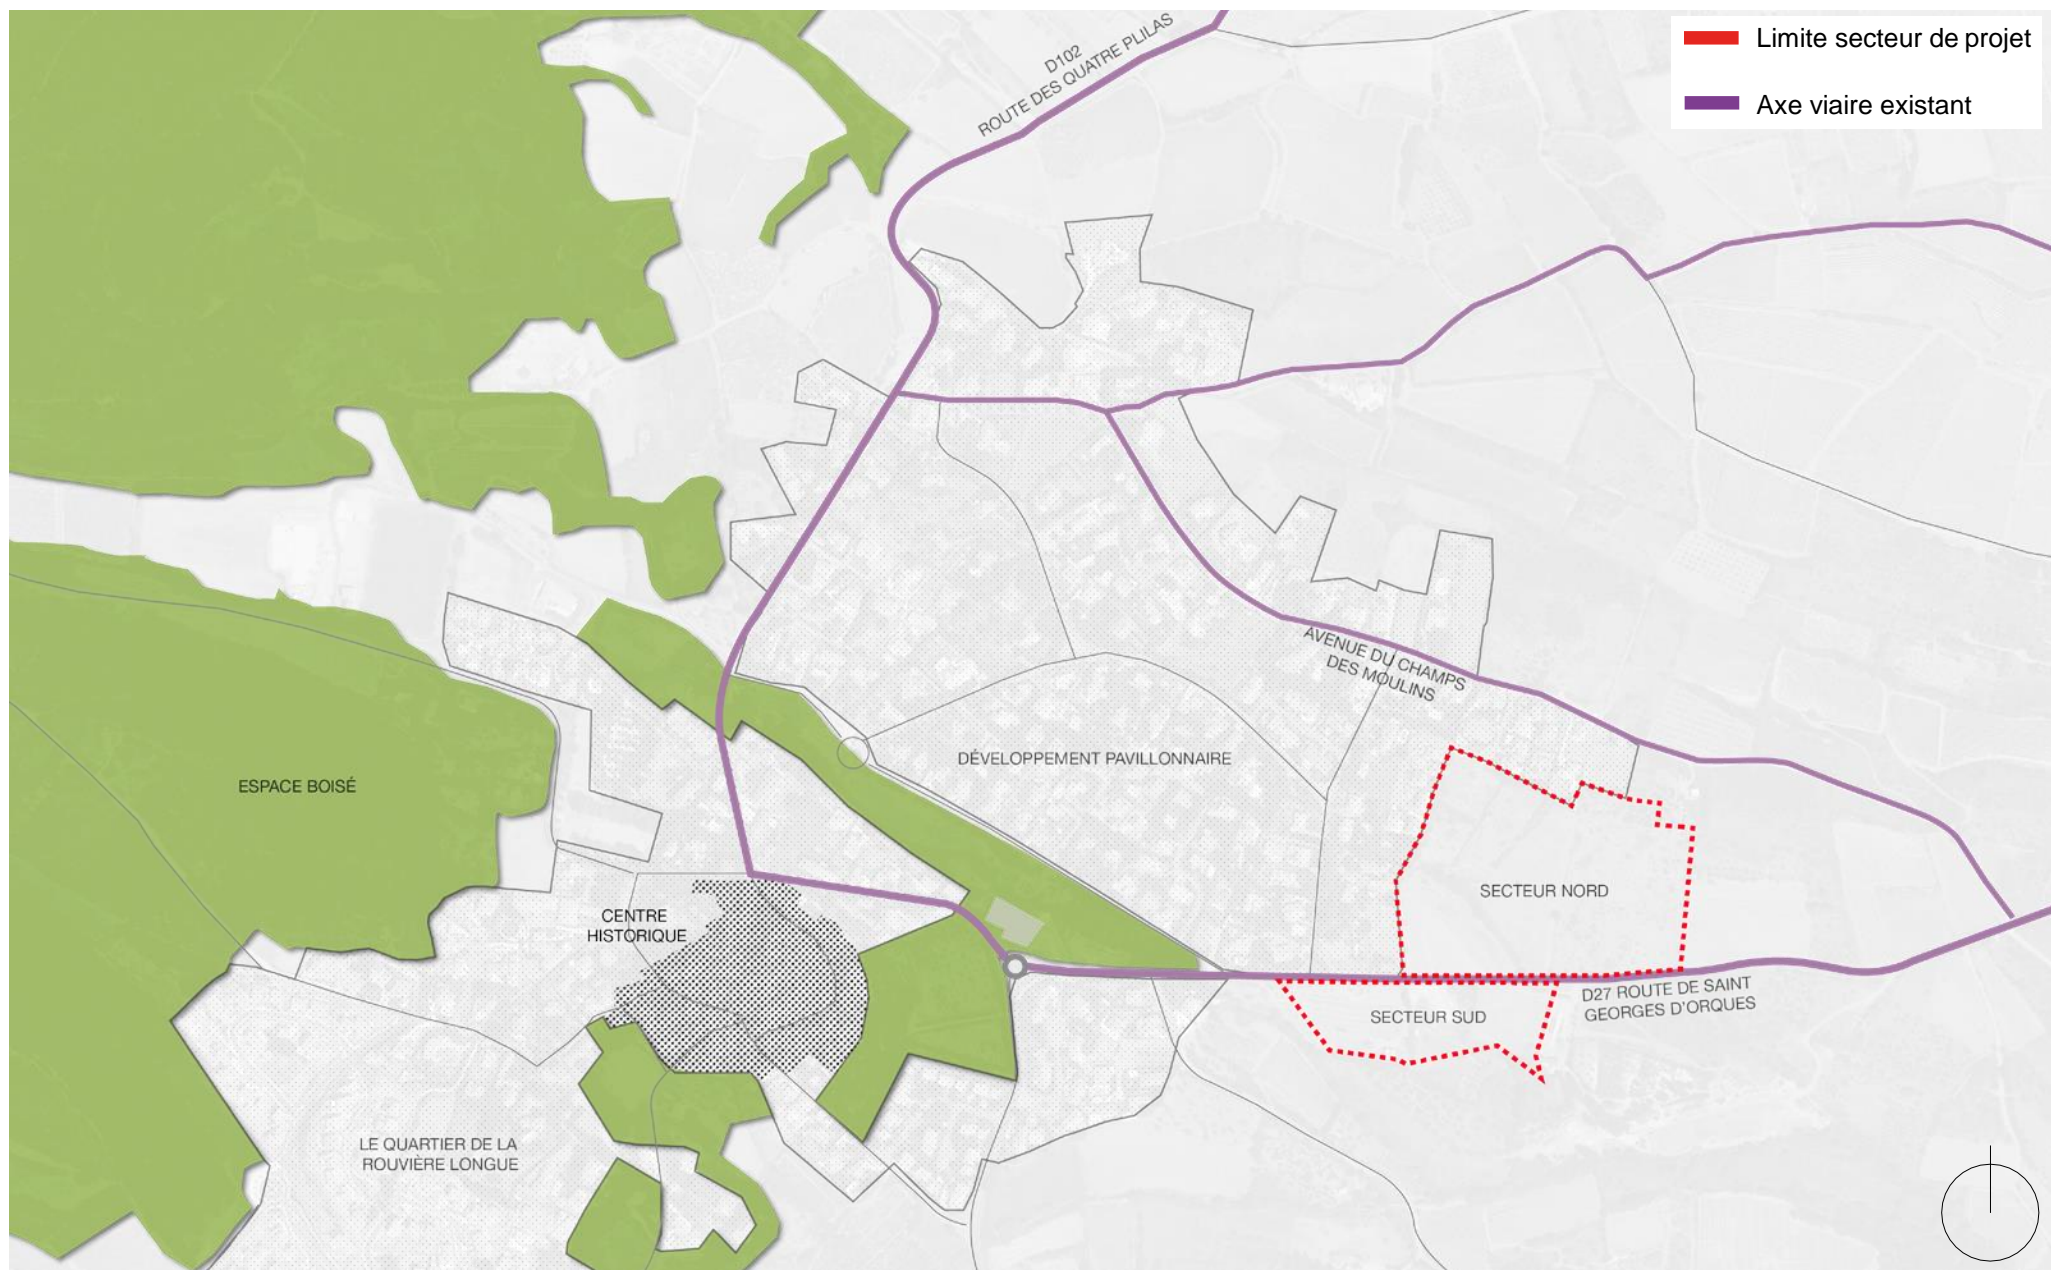 Limite secteur de projet
Axe viaire existant
D102
ROUTE DES QUATRE PLILAS
AVENUE DU CHAMPS
DES MOULINS
DÉVELOPPEMENT PAVILLONNAIRE
ESPACE BOISÉ
SECTEUR NORD
CENTRE
HISTORIQUE
D27 ROUTE DE SAINT
GEORGES D'ORQUES
SECTEUR SUD
LE QUARTIER DE LA
ROUVIÈRE LONGUE